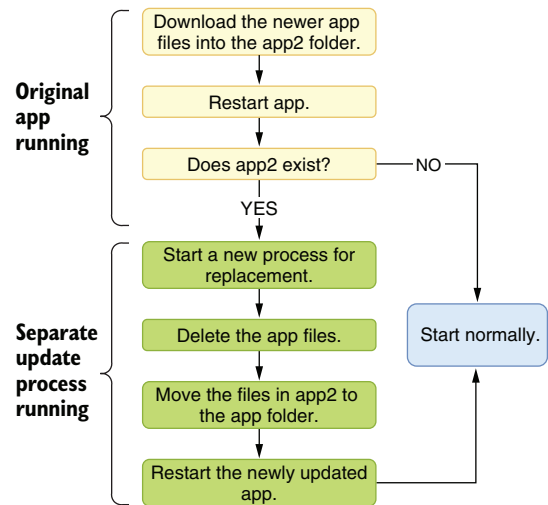 Download the newer app
files into the app2 folder.
Original
app
running
Restart app.
Does app2 exist?
NO
YES
Start a new process for
replacement.
Separate
update
process
running
Delete the app files.
Start normally.
Move the files in app2 to
the app folder.
Restart the newly updated
app.